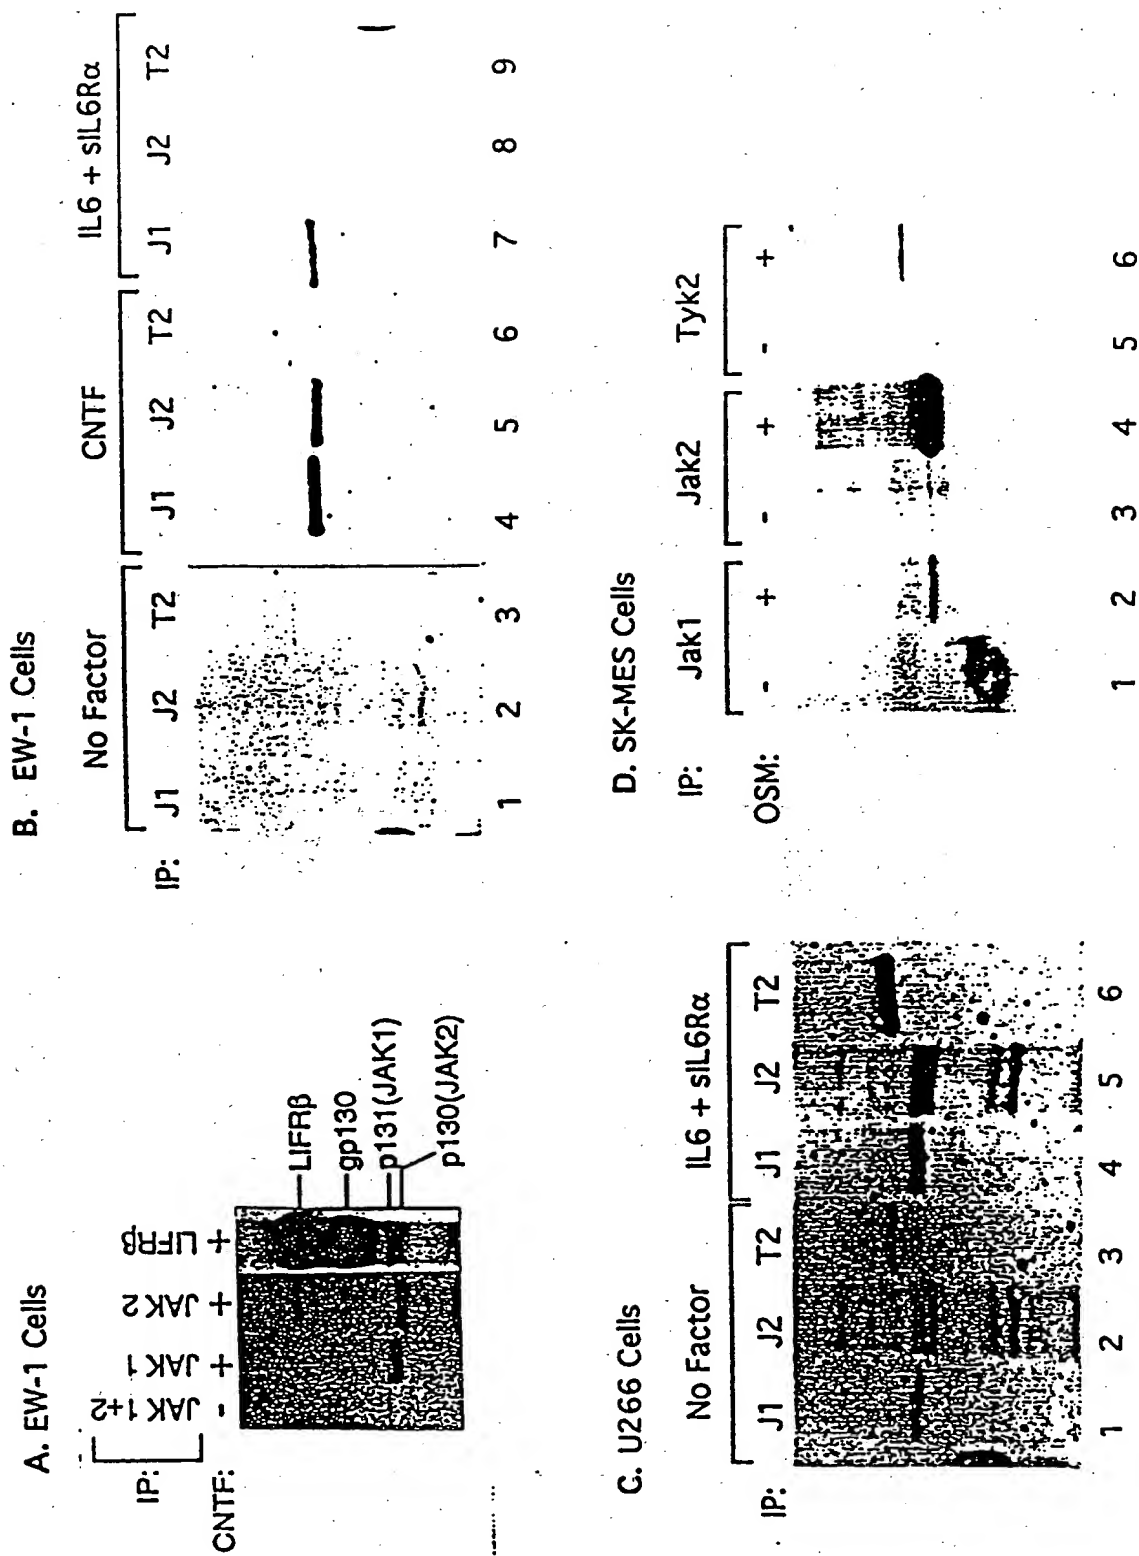 A. EW-1 Cells
IP:
JAK 1+2
JAK 1
JAK 2
LIFRβ
CNTF:
-
+
+
+
LIFRβ
gp130
p131(JAK1)
p130(JAK2)
B. EW-1 Cells
No Factor
CNTF
IL6 + sIL6Rα
IP:
J1 J2 T2 J1 J2 T2 J1 J2 T2
1 2 3 4 5 6 7 8 9
C. U266 Cells
No Factor
IL6 + sIL6Rα
IP:
J1 J2 T2 J1 J2 T2
1 2 3 4 5 6
D. SK-MES Cells
IP: Jak1 Jak2 Tyk2
OSM: - + - + - +
1 2 3 4 5 6